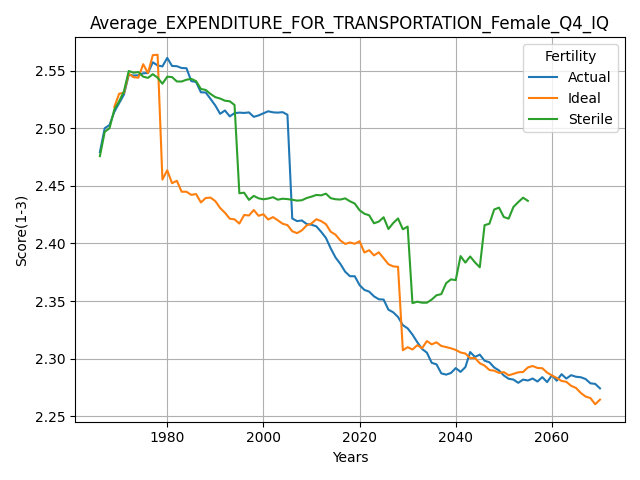 Average_EXPENDITURE_FOR_TRANSPORTATION_Female_Q4_IQ
Fertility
Actual
Ideal
Sterile
Score(1-3)
2.55
2.50
2.45
2.40
2.35
2.30
2.25
1980 2000 2020 2040 2060
Years